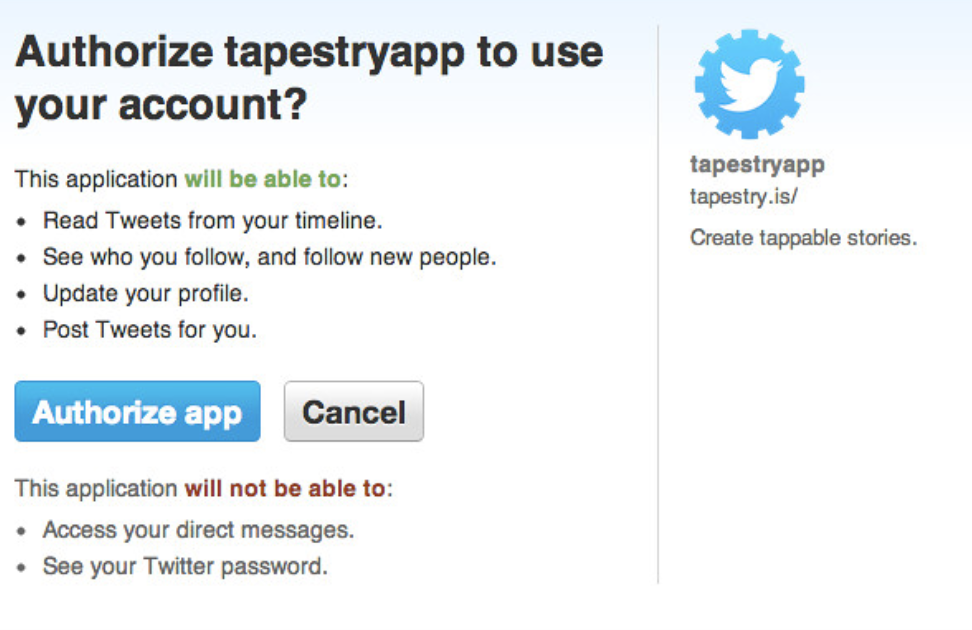 Authorize tapestryapp to use
your account?
This application will be able to:
• Read Tweets from your timeline.
• See who you follow, and follow new people.
• Update your profile.
• Post Tweets for you.
Authorize app
Cancel
This application will not be able to:
• Access your direct messages.
• See your Twitter password.
tapestryapp
tapestry.is/
Create tappable stories.